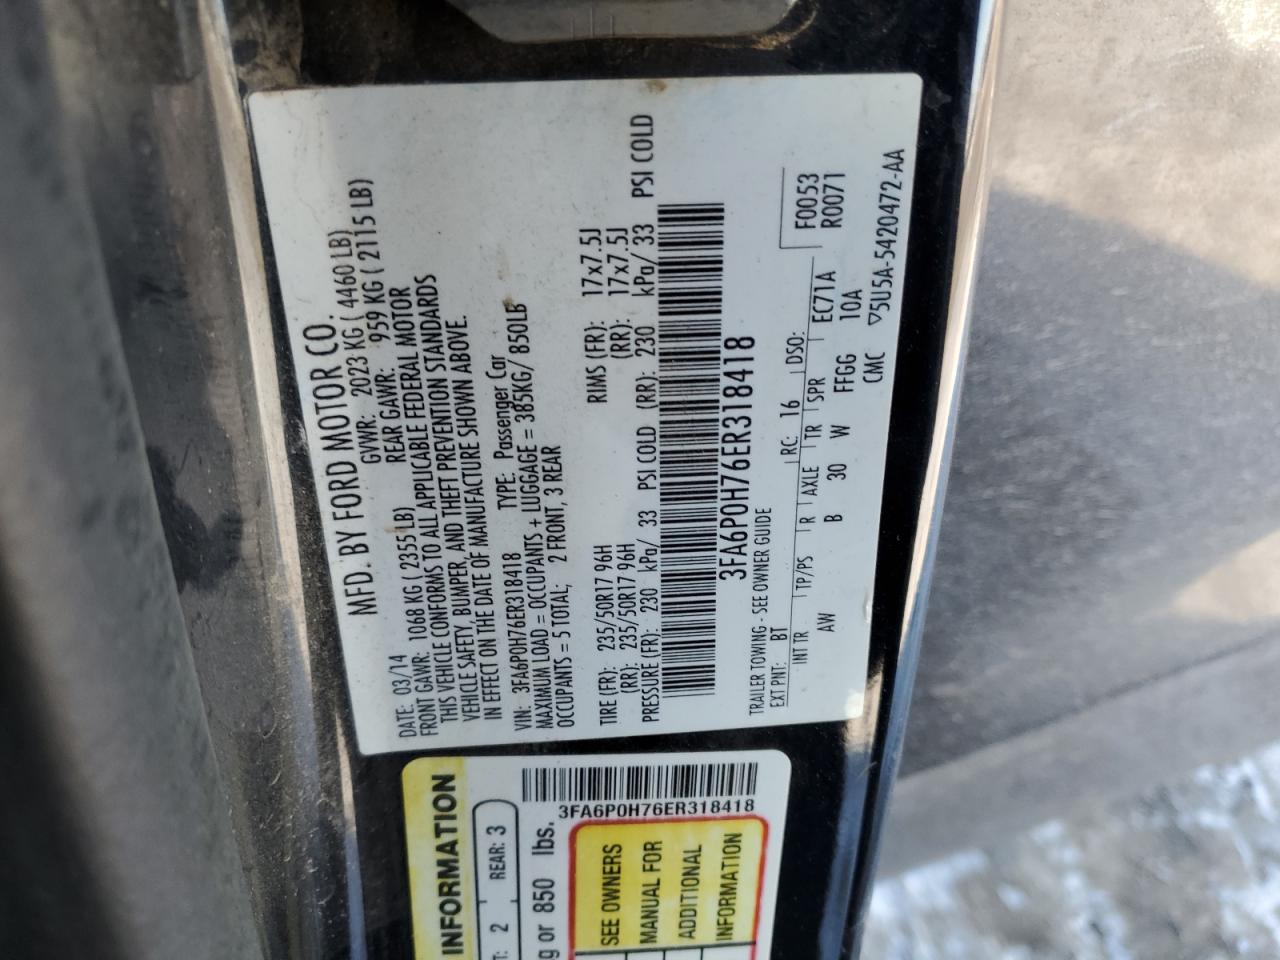 MFD. BY FORD MOTOR CO.
DATE: 03/14 GVWR: 2023 KG ( 4460 LB)
FRONT GAWR: 1068 KG ( 2355 LB) REAR GAWR: 959 KG ( 2115 LB)
THIS VEHICLE CONFORMS TO ALL APPLICABLE FEDERAL MOTOR
VEHICLE SAFETY, BUMPER, AND THEFT PREVENTION STANDARDS
IN EFFECT ON THE DATE OF MANUFACTURE SHOWN ABOVE.
VIN: 3FA6P0H76ER318418 TYPE: Passenger Car
MAXIMUM LOAD = OCCUPANTS + LUGGAGE = 385KG/ 850LB
OCCUPANTS = 5 TOTAL; 2 FRONT, 3 REAR
TIRE (FR): 235/50R17 96H RIMS (FR): 17x7.5J
(RR): 235/50R17 96H (RR): 17x7.5J
PRESSURE (FR): 230 kPa/ 33 PSI COLD (RR): 230 kPa/ 33 PSI COLD
3FA6P0H76ER318418
TRAILER TOWING - SEE OWNER GUIDE
EXT PNT: BT RC: 16 DSO: F0053
R0071
INT TR TP/PS R AXLE TR SPR EC71A
AW B 30 W FFGG 10A
CMC ▽5U5A-5420472-AA
INFORMATION
2 REAR: 3
3FA6P0H76ER318418
g or 850 lbs.
SEE OWNERS
MANUAL FOR
ADDITIONAL
INFORMATION